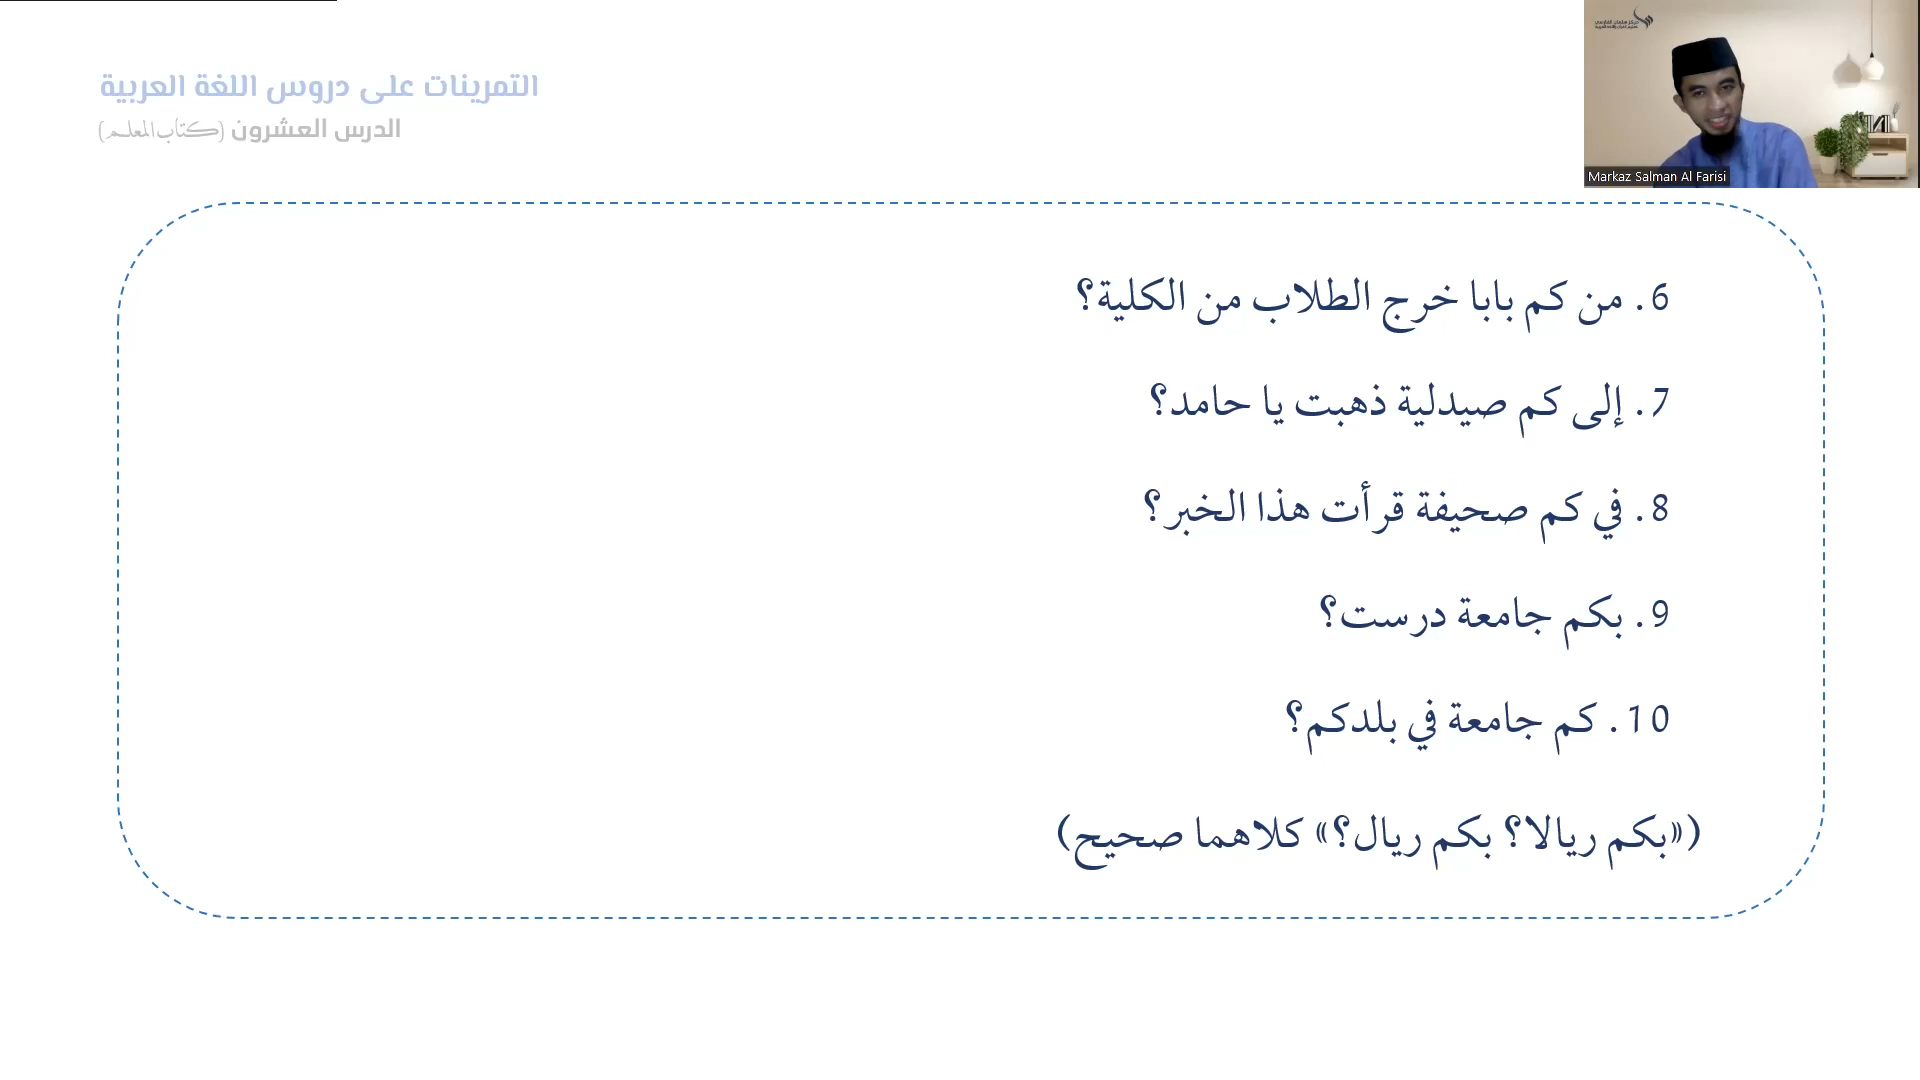 التمرينات على دروس اللغة العربية
الدرس العشرون (كتاب المعلم)
Markaz Salman Al Farisi
6. من كم بابا خرج الطلاب من الكلية؟
7. إلى كم صيدلية ذهبت يا حامد؟
8. في كم صحيفة قرأت هذا الخبر؟
9. بكم جامعة درست؟
10. كم جامعة في بلدكم؟
(«بكم ريالا؟ بكم ريال؟» كلاهما صحيح)